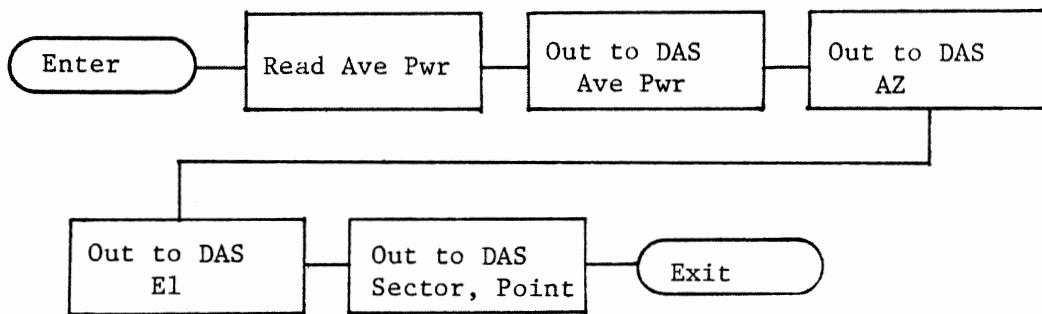 Enter
Read Ave Pwr
Out to DAS
Ave Pwr
Out to DAS
AZ
Out to DAS
El
Out to DAS
Sector, Point
Exit